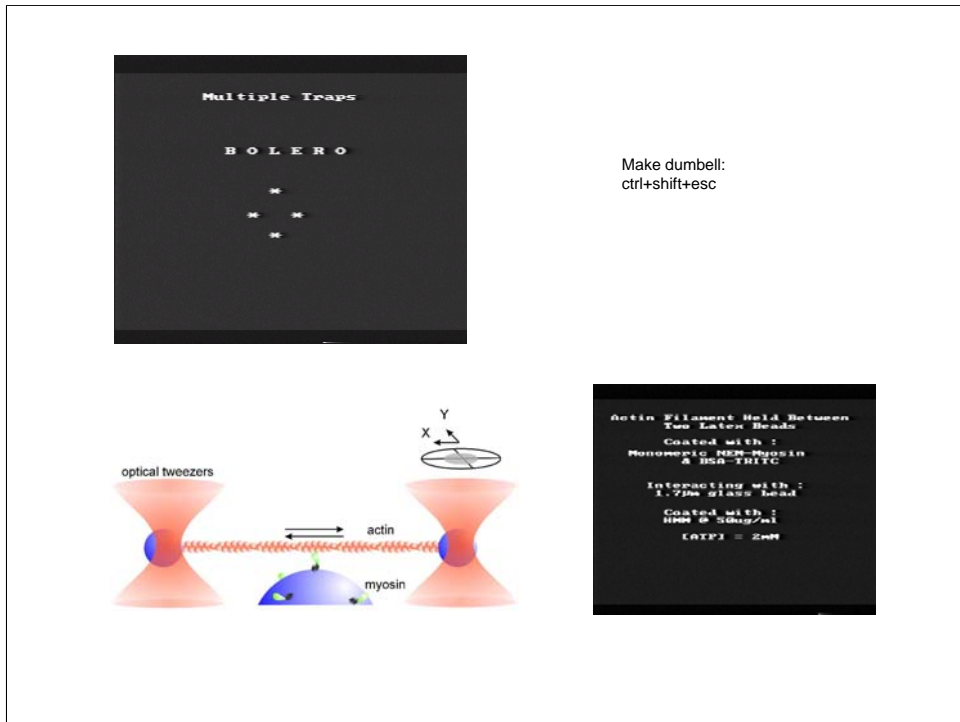 Multiple Traps
B O L E R O
*
* *
*
Make dumbell:
ctrl+shift+esc
Y
X
optical tweezers
actin
myosin
Actin Filament Held Between
Two Latex Beads
Coated with :
Monomeric NEM-Myosin
& BSA-TRITC
Interacting with :
1.7µm glass bead
Coated with :
HMM @ 50ug/ml
[ATP] = 2mM